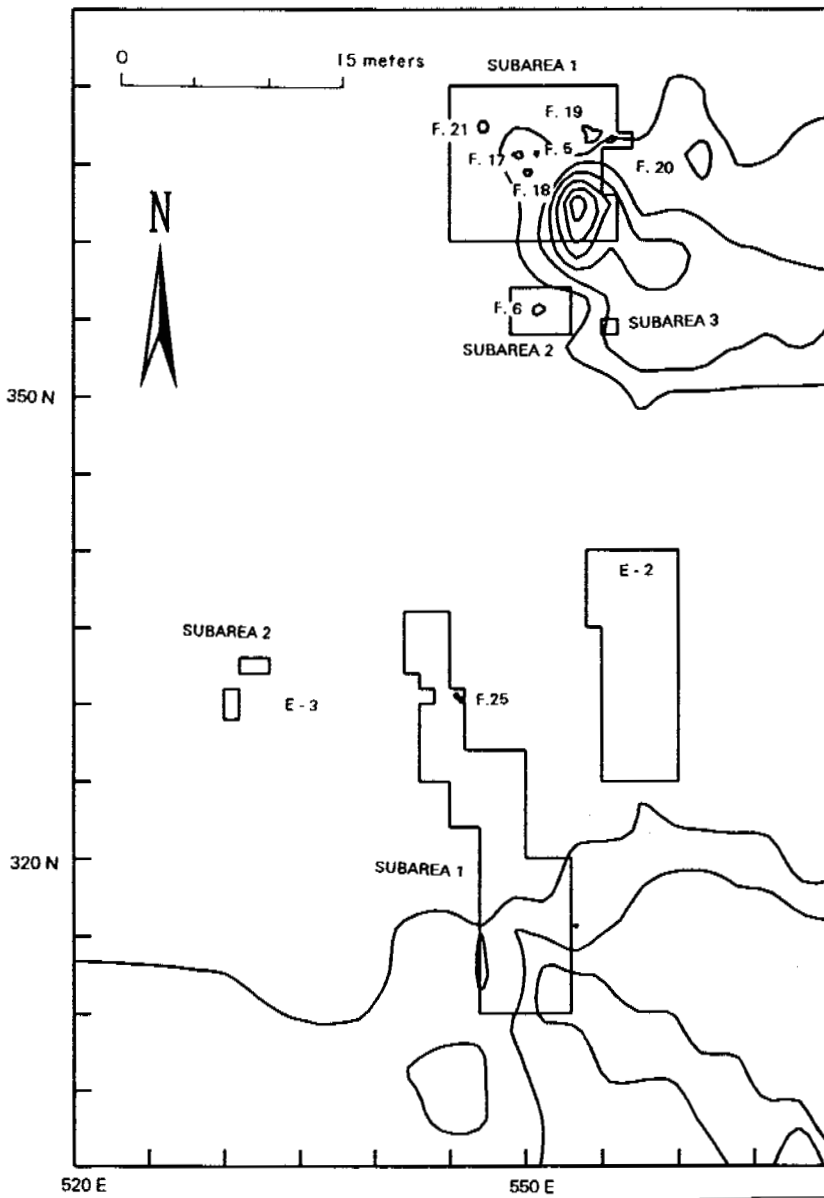 0 15 meters
SUBAREA 1
F. 19
F. 21
F. 5
F. 17
F. 20
F. 18
N
F. 6
SUBAREA 3
SUBAREA 2
350 N
E - 2
SUBAREA 2
E - 3
F. 25
320 N
SUBAREA 1
520 E
550 E